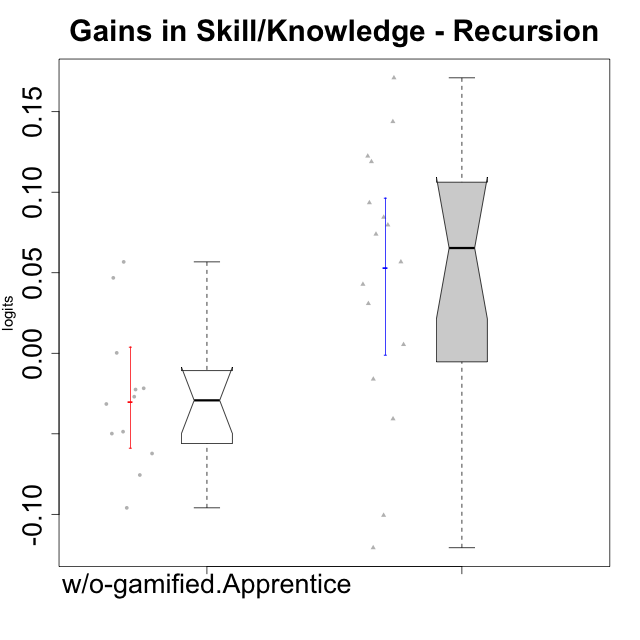 Gains in Skill/Knowledge - Recursion
0.15
0.10
0.05
0.00
-0.10
logits
w/o-gamified.Apprentice